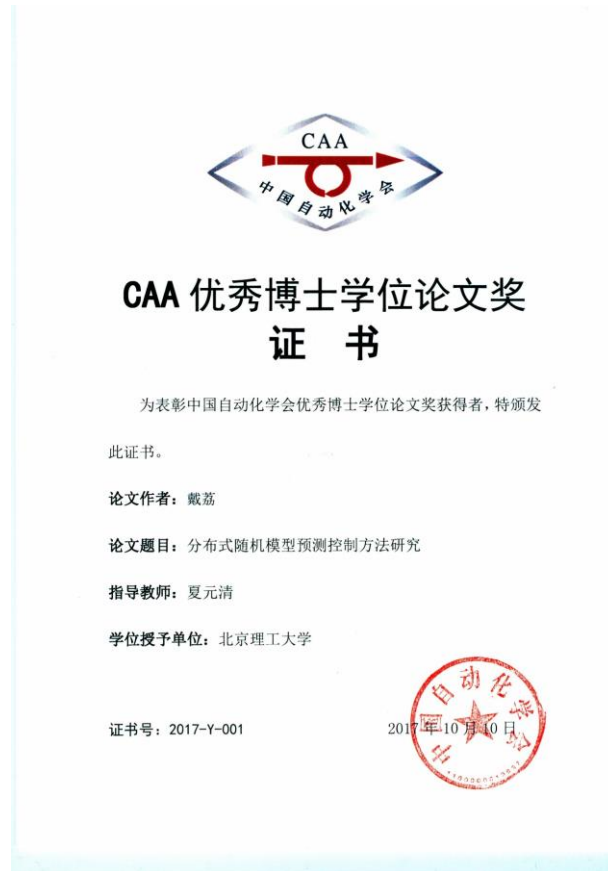 CAA
中国自动化学会
CAA 优秀博士学位论文奖
证 书
为表彰中国自动化学会优秀博士学位论文奖获得者，特颁发
此证书。
论文作者：戴荔
论文题目：分布式随机模型预测控制方法研究
指导教师：夏元清
学位授予单位：北京理工大学
证书号：2017-Y-001
2017年10月10日
中国自动化学会